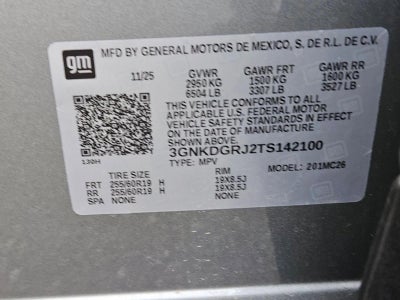 gm
MFD BY GENERAL MOTORS DE MEXICO, S. DE R.L. DE C.V.
11/25 GVWR GAWR FRT GAWR RR
2950 KG 1500 KG 1600 KG
6504 LB 3307 LB 3527 LB
THIS VEHICLE CONFORMS TO ALL
APPLICABLE U.S. FEDERAL MOTOR
VEHICLE SAFETY STANDARDS IN EFFECT
ON THE DATE OF MANUFACTURE
SHOWN ABOVE.
3GNKDGRJ2TS142100
130H TYPE: MPV MODEL: 201MC26
TIRE SIZE RIM
FRT 255/60R19 H 19X8.5J
RR 255/60R19 H 19X8.5J
SPA NONE NONE